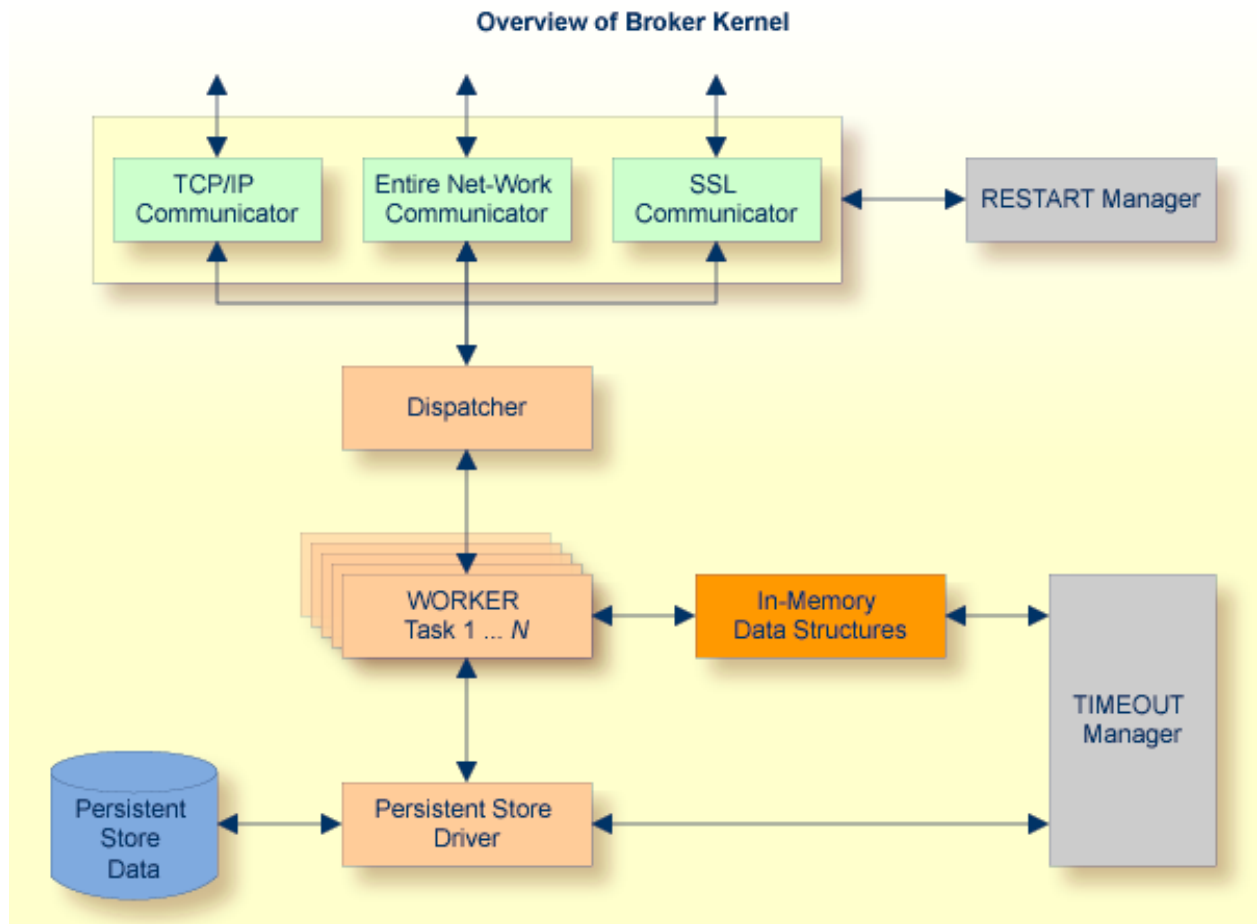 Overview of Broker Kernel
TCP/IP
Communicator
Entire Net-Work
Communicator
SSL
Communicator
RESTART Manager
Dispatcher
WORKER
Task 1 ... N
In-Memory
Data Structures
TIMEOUT
Manager
Persistent
Store
Data
Persistent Store
Driver